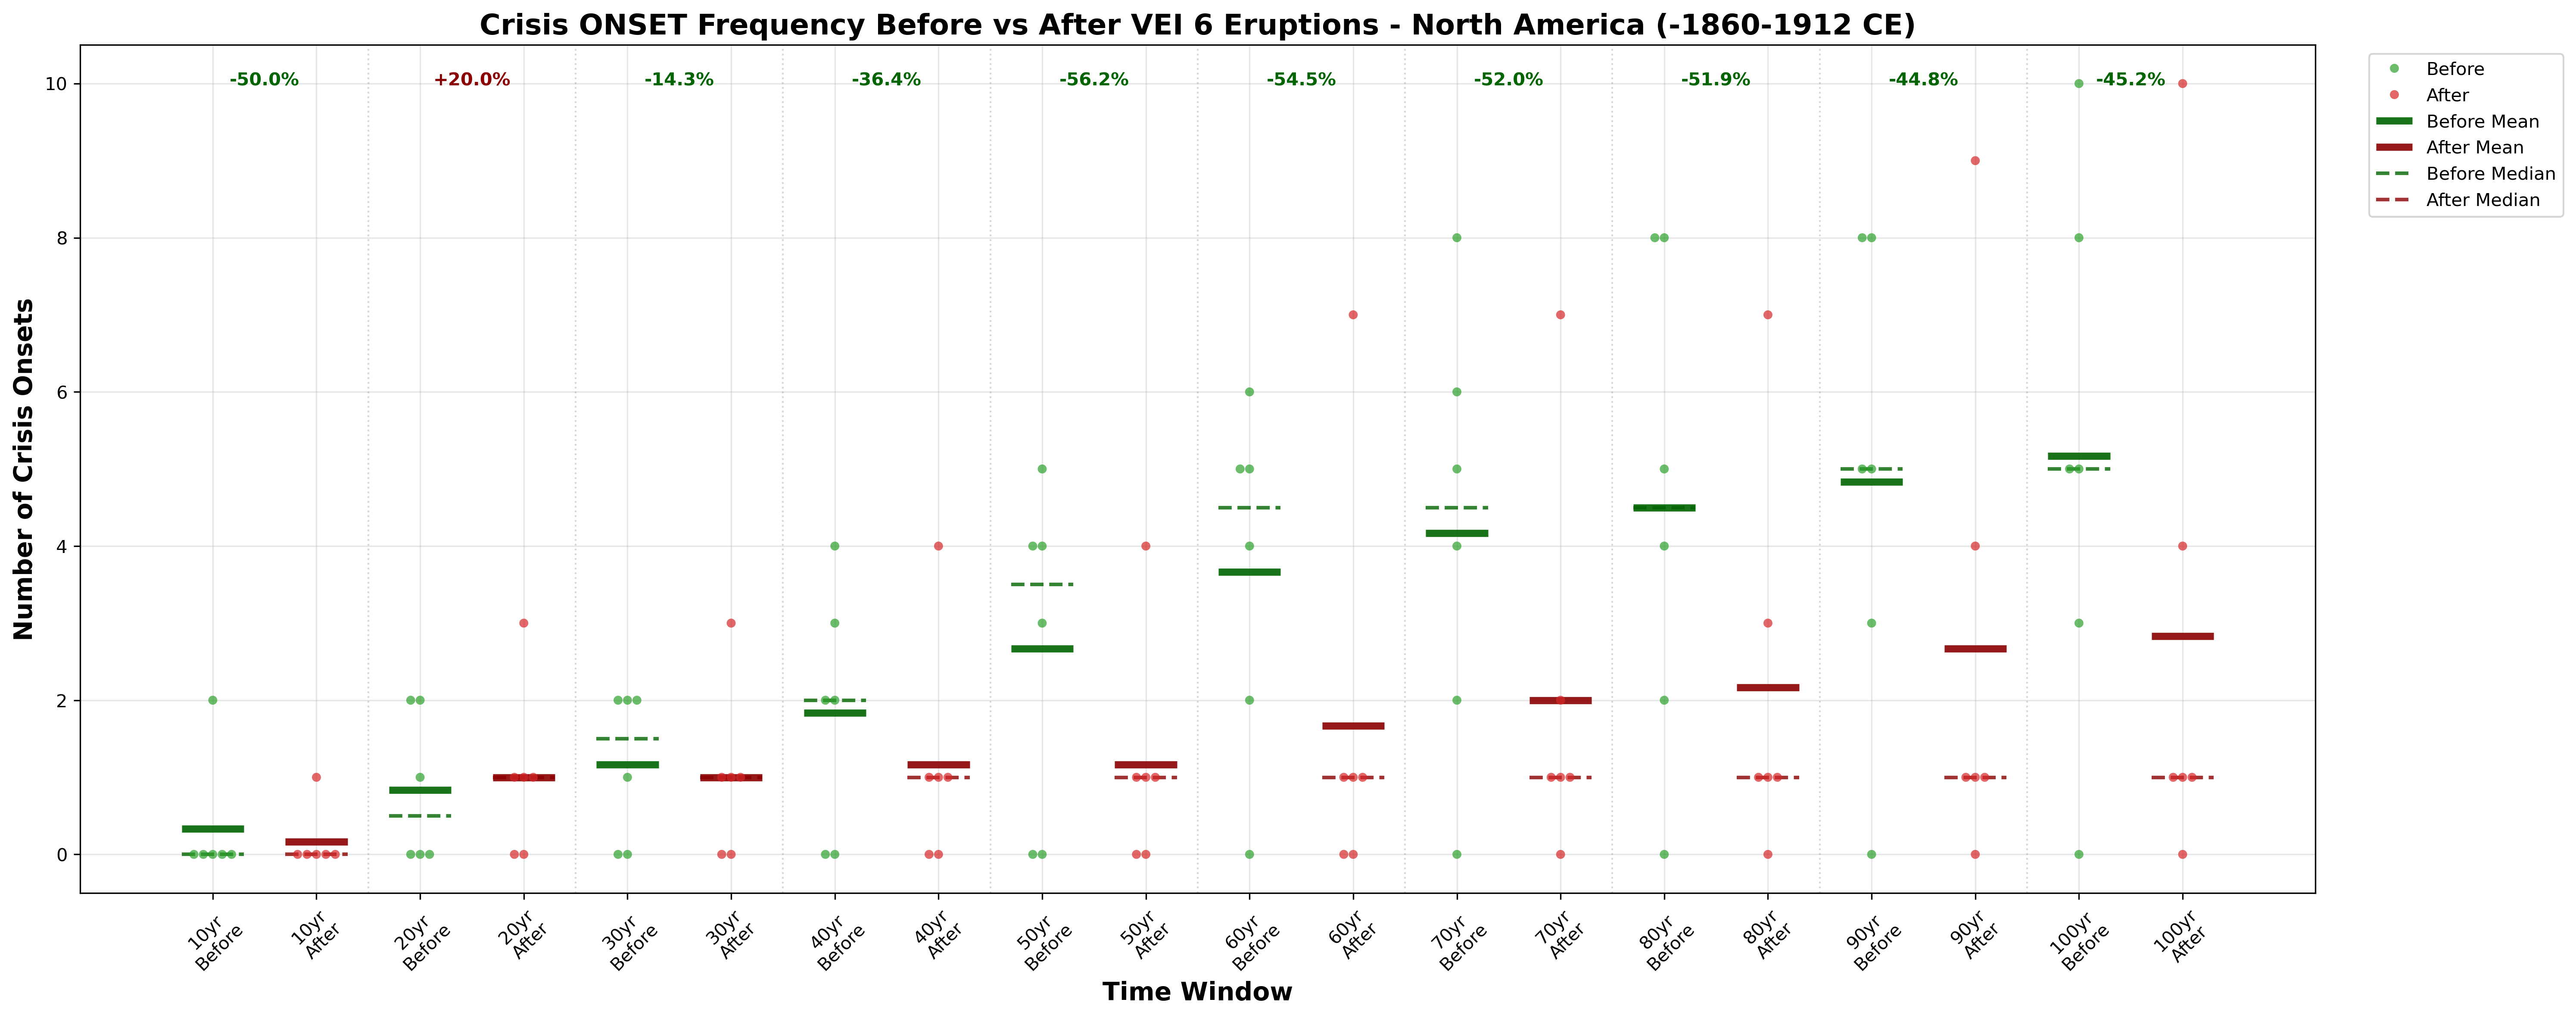 Crisis ONSET Frequency Before vs After VEI 6 Eruptions - North America (-1860-1912 CE)
-50.0%
+20.0%
-14.3%
-36.4%
-56.2%
-54.5%
-52.0%
-51.9%
-44.8%
-45.2%
Before
After
Before Mean
After Mean
Before Median
After Median
Number of Crisis Onsets
10
8
6
4
2
0
10yr
Before
10yr
After
20yr
Before
20yr
After
30yr
Before
30yr
After
40yr
Before
40yr
After
50yr
Before
50yr
After
60yr
Before
60yr
After
70yr
Before
70yr
After
80yr
Before
80yr
After
90yr
Before
90yr
After
100yr
Before
100yr
After
Time Window